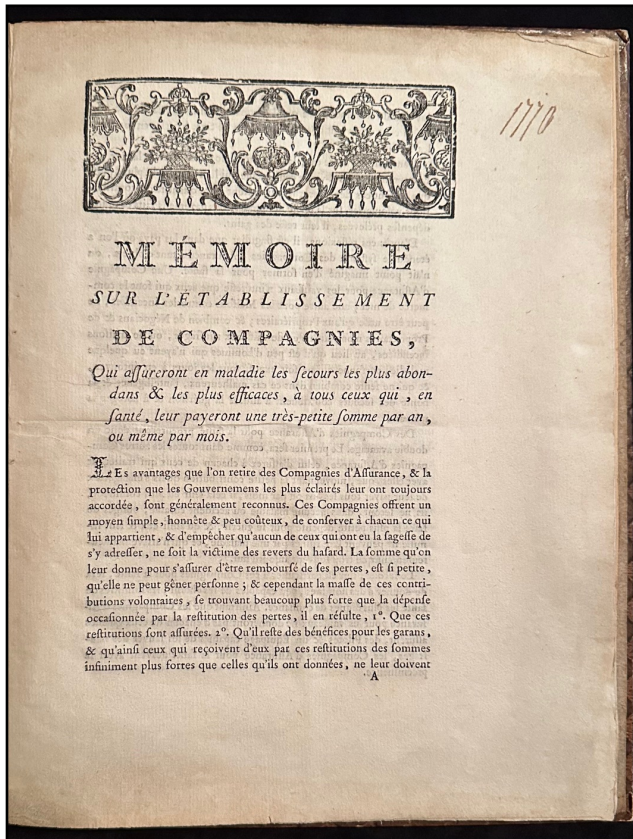 1770
MÉMOIRE
SUR L'ÉTABLISSEMENT
DE COMPAGNIES,
Qui aſſureront en maladie les ſecours les plus abon-
dans & les plus efficaces, à tous ceux qui, en
ſanté, leur payeront une très-petite ſomme par an,
ou même par mois.
LEs avantages que l'on retire des Compagnies d'Aſſurance, & la
protection que les Gouvernemens les plus éclairés leur ont toujours
accordée, ſont généralement reconnus. Ces Compagnies offrent un
moyen ſimple, honnête & peu coûteux, de conſerver à chacun ce qui
lui appartient, & d'empêcher qu'aucun de ceux qui ont eu la ſageſſe de
s'y adreſſer, ne ſoit la victime des revers du haſard. La ſomme qu'on
leur donne pour s'aſſurer d'être rembourſé de ſes pertes, eſt ſi petite,
qu'elle ne peut gêner perſonne ; & cependant la maſſe de ces contri-
butions volontaires, ſe trouvant beaucoup plus forte que la dépenſe
occaſionnée par la reſtitution des pertes, il en réſulte, 1°. Que ces
reſtitutions ſont aſſurées. 2°. Qu'il reſte des bénéfices pour les garans,
& qu'ainſi ceux qui reçoivent d'eux par ces reſtitutions des ſommes
infiniment plus fortes que celles qu'ils ont données, ne leur doivent
A